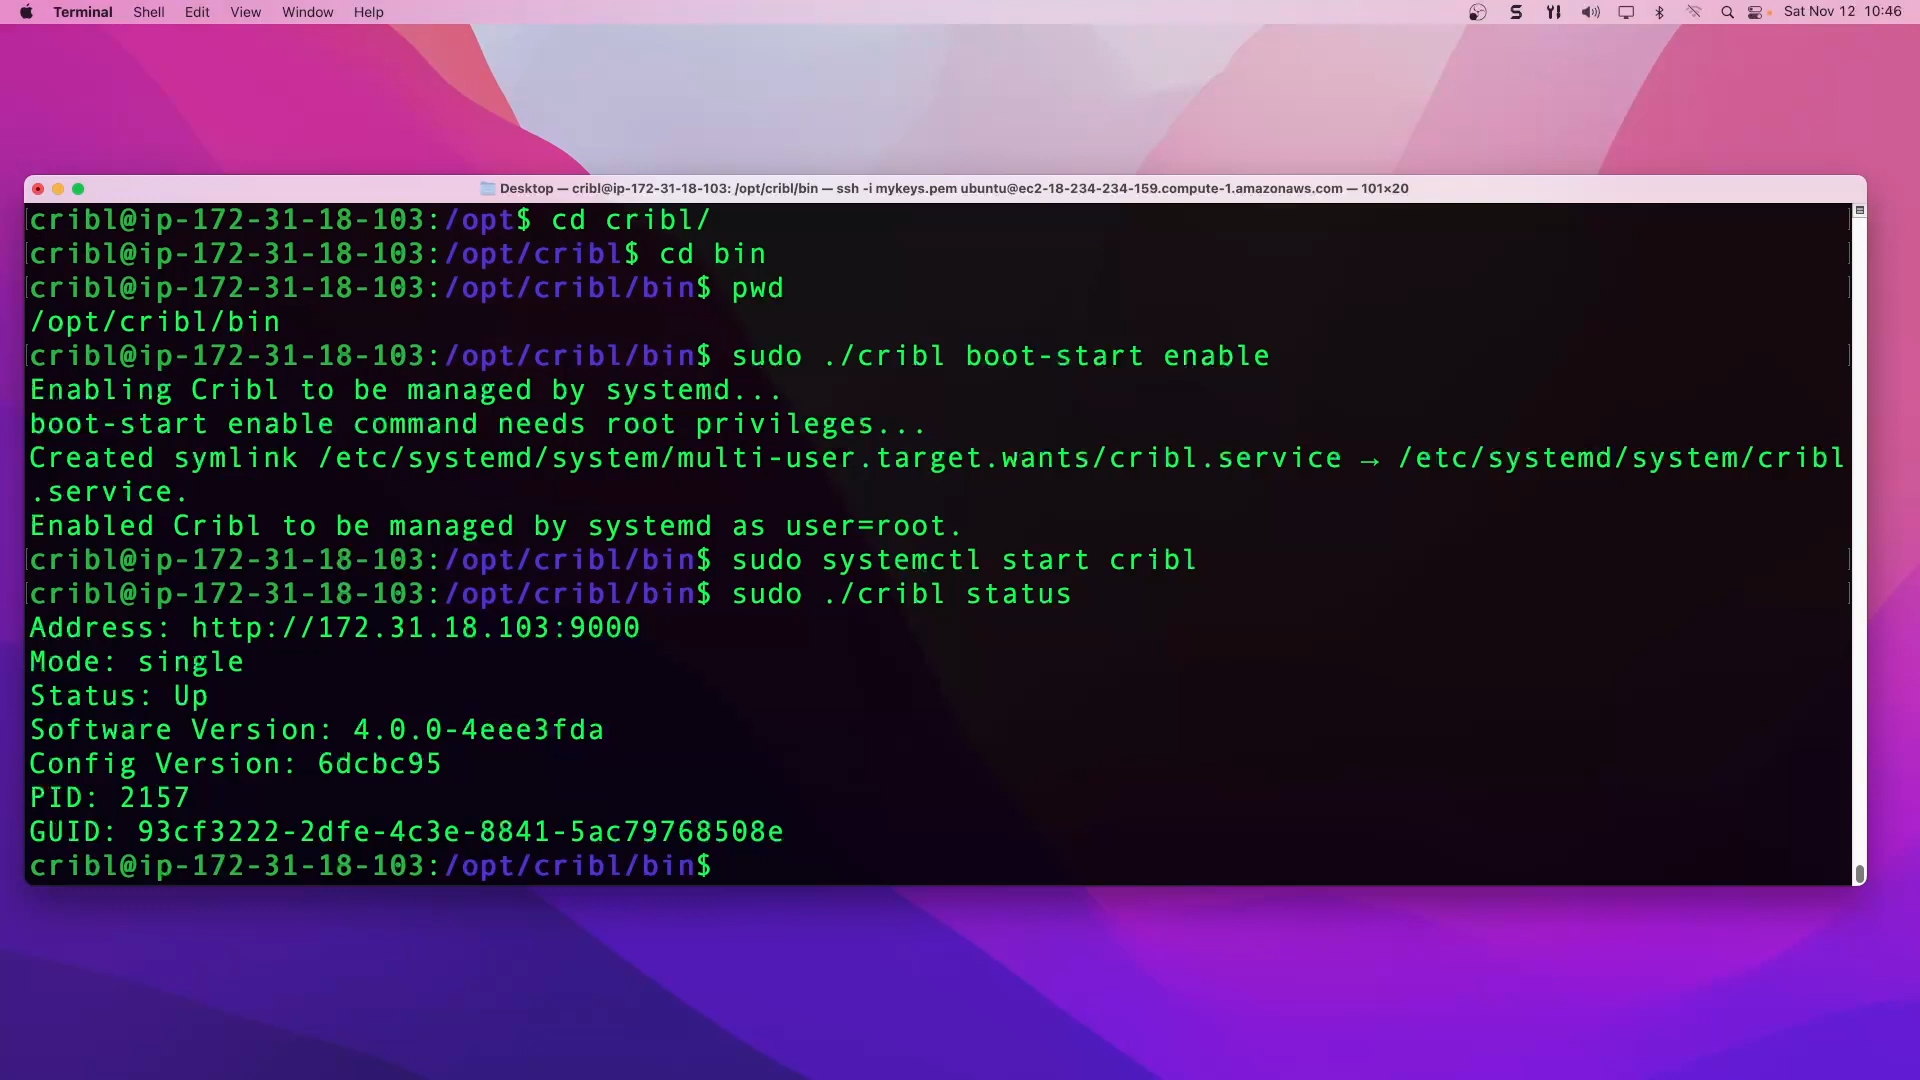 Terminal Shell Edit View Window Help Sat Nov 12 10:46
Desktop — cribl@ip-172-31-18-103: /opt/cribl/bin — ssh -i mykeys.pem ubuntu@ec2-18-234-234-159.compute-1.amazonaws.com — 101×20
cribl@ip-172-31-18-103:/opt$ cd cribl/
cribl@ip-172-31-18-103:/opt/cribl$ cd bin
cribl@ip-172-31-18-103:/opt/cribl/bin$ pwd
/opt/cribl/bin
cribl@ip-172-31-18-103:/opt/cribl/bin$ sudo ./cribl boot-start enable
Enabling Cribl to be managed by systemd...
boot-start enable command needs root privileges...
Created symlink /etc/systemd/system/multi-user.target.wants/cribl.service → /etc/systemd/system/cribl
.service.
Enabled Cribl to be managed by systemd as user=root.
cribl@ip-172-31-18-103:/opt/cribl/bin$ sudo systemctl start cribl
cribl@ip-172-31-18-103:/opt/cribl/bin$ sudo ./cribl status
Address: http://172.31.18.103:9000
Mode: single
Status: Up
Software Version: 4.0.0-4eee3fda
Config Version: 6dcbc95
PID: 2157
GUID: 93cf3222-2dfe-4c3e-8841-5ac79768508e
cribl@ip-172-31-18-103:/opt/cribl/bin$